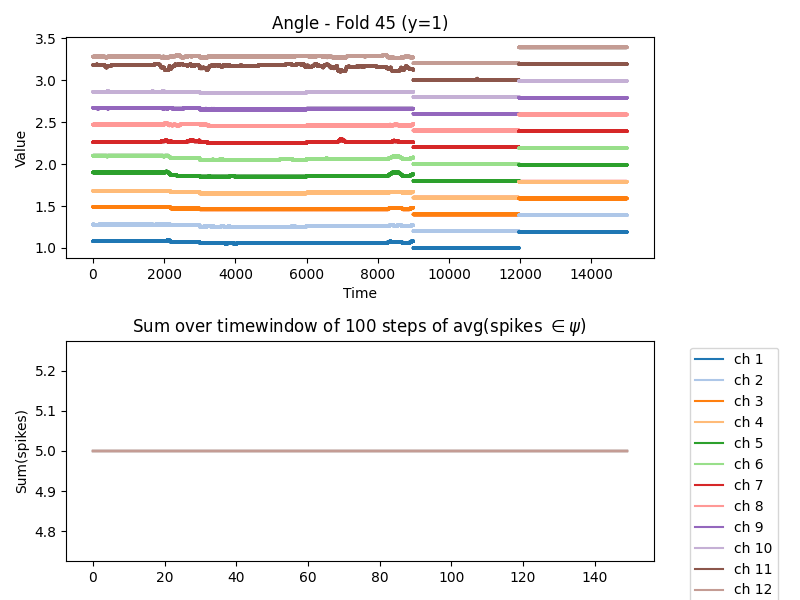 Angle - Fold 45 (y=1)
3.5
3.0
2.5
2.0
1.5
1.0
Value
0 2000 4000 6000 8000 10000 12000 14000
Time
Sum over timewindow of 100 steps of avg(spikes ∈ ψ)
5.2
5.1
5.0
4.9
4.8
Sum(spikes)
0 20 40 60 80 100 120 140
ch 1
ch 2
ch 3
ch 4
ch 5
ch 6
ch 7
ch 8
ch 9
ch 10
ch 11
ch 12